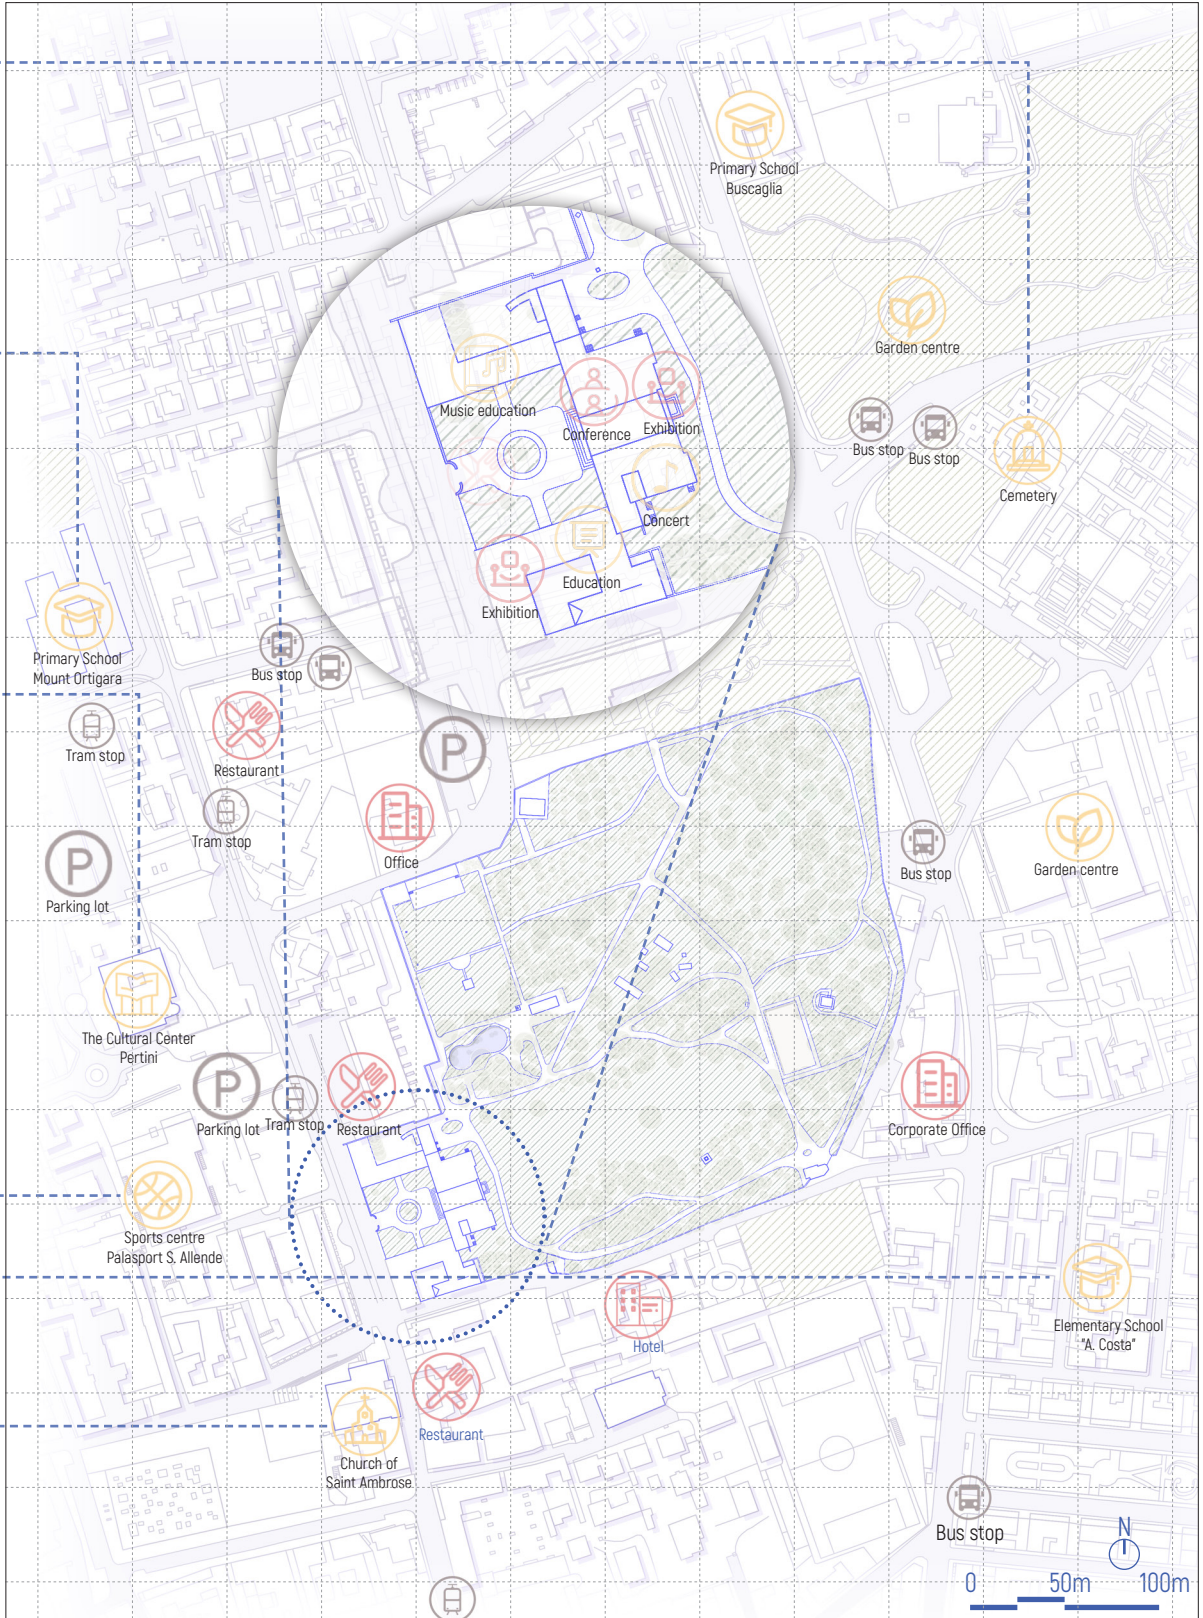 Primary School
Buscaglia
Garden centre
Music education
Conference
Exhibition
Bus stop
Bus stop
Cemetery
Concert
Education
Exhibition
Primary School
Mount Ortigara
Bus stop
Tram stop
Restaurant
P
Tram stop
Office
P
Parking lot
Bus stop
Garden centre
The Cultural Center
Pertini
P
Parking lot
Tram stop
Restaurant
Corporate Office
Sports centre
Palasport S. Allende
Hotel
Elementary School
"A. Costa"
Restaurant
Church of
Saint Ambrose
Bus stop
N
0 50m 100m